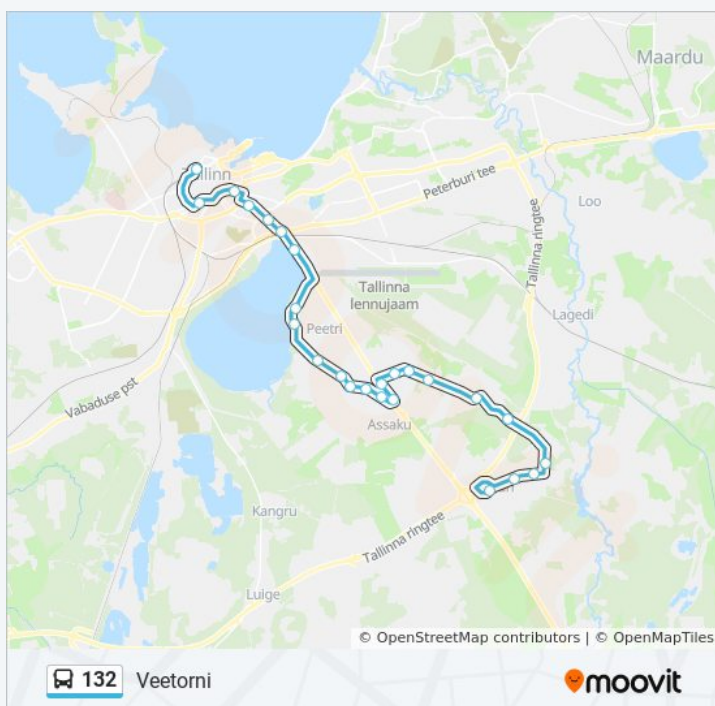 Maardu
Tallinn
Peterburi tee
Loo
Tallinna ringtee
Tallinna
lennujaam
Lagedi
Peetri
Vabaduse pst
Assaku
Kangru
Tallinna ringtee
Luige
© OpenStreetMap contributors | © OpenMapTiles
132 Veetorni
moovit